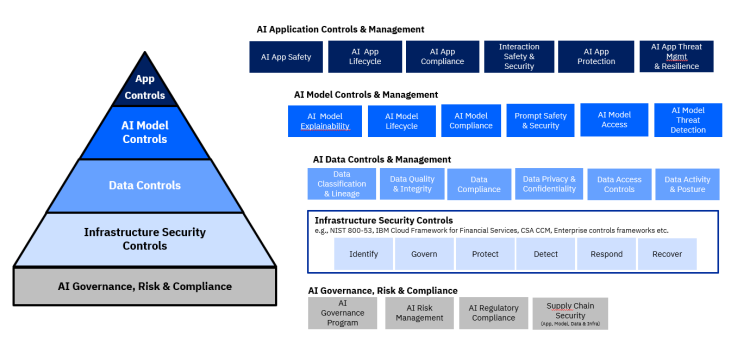 AI Application Controls & Management
AI App Safety
AI App
Lifecycle
AI App
Compliance
Interaction
Safety &
Security
AI App
Protection
AI App Threat
Mgmt
& Resilience
App
Controls
AI Model Controls & Management
AI Model
Explainability
AI Model
Lifecycle
AI Model
Compliance
Prompt Safety
& Security
AI Model
Access
AI Model
Threat
Detection
AI Model
Controls
AI Data Controls & Management
Data
Classification
& Lineage
Data Quality
& Integrity
Data
Compliance
Data Privacy &
Confidentiality
Data Access
Controls
Data Activity
& Posture
Data Controls
Infrastructure Security Controls
e.g., NIST 800-53, IBM Cloud Framework for Financial Services, CSA CCM, Enterprise controls frameworks etc.
Identify
Govern
Protect
Detect
Respond
Recover
Infrastructure Security
Controls
AI Governance, Risk & Compliance
AI Governance, Risk & Compliance
AI
Governance
Program
AI Risk
Management
AI Regulatory
Compliance
Supply Chain
Security
(App, Model, Data & Infra)